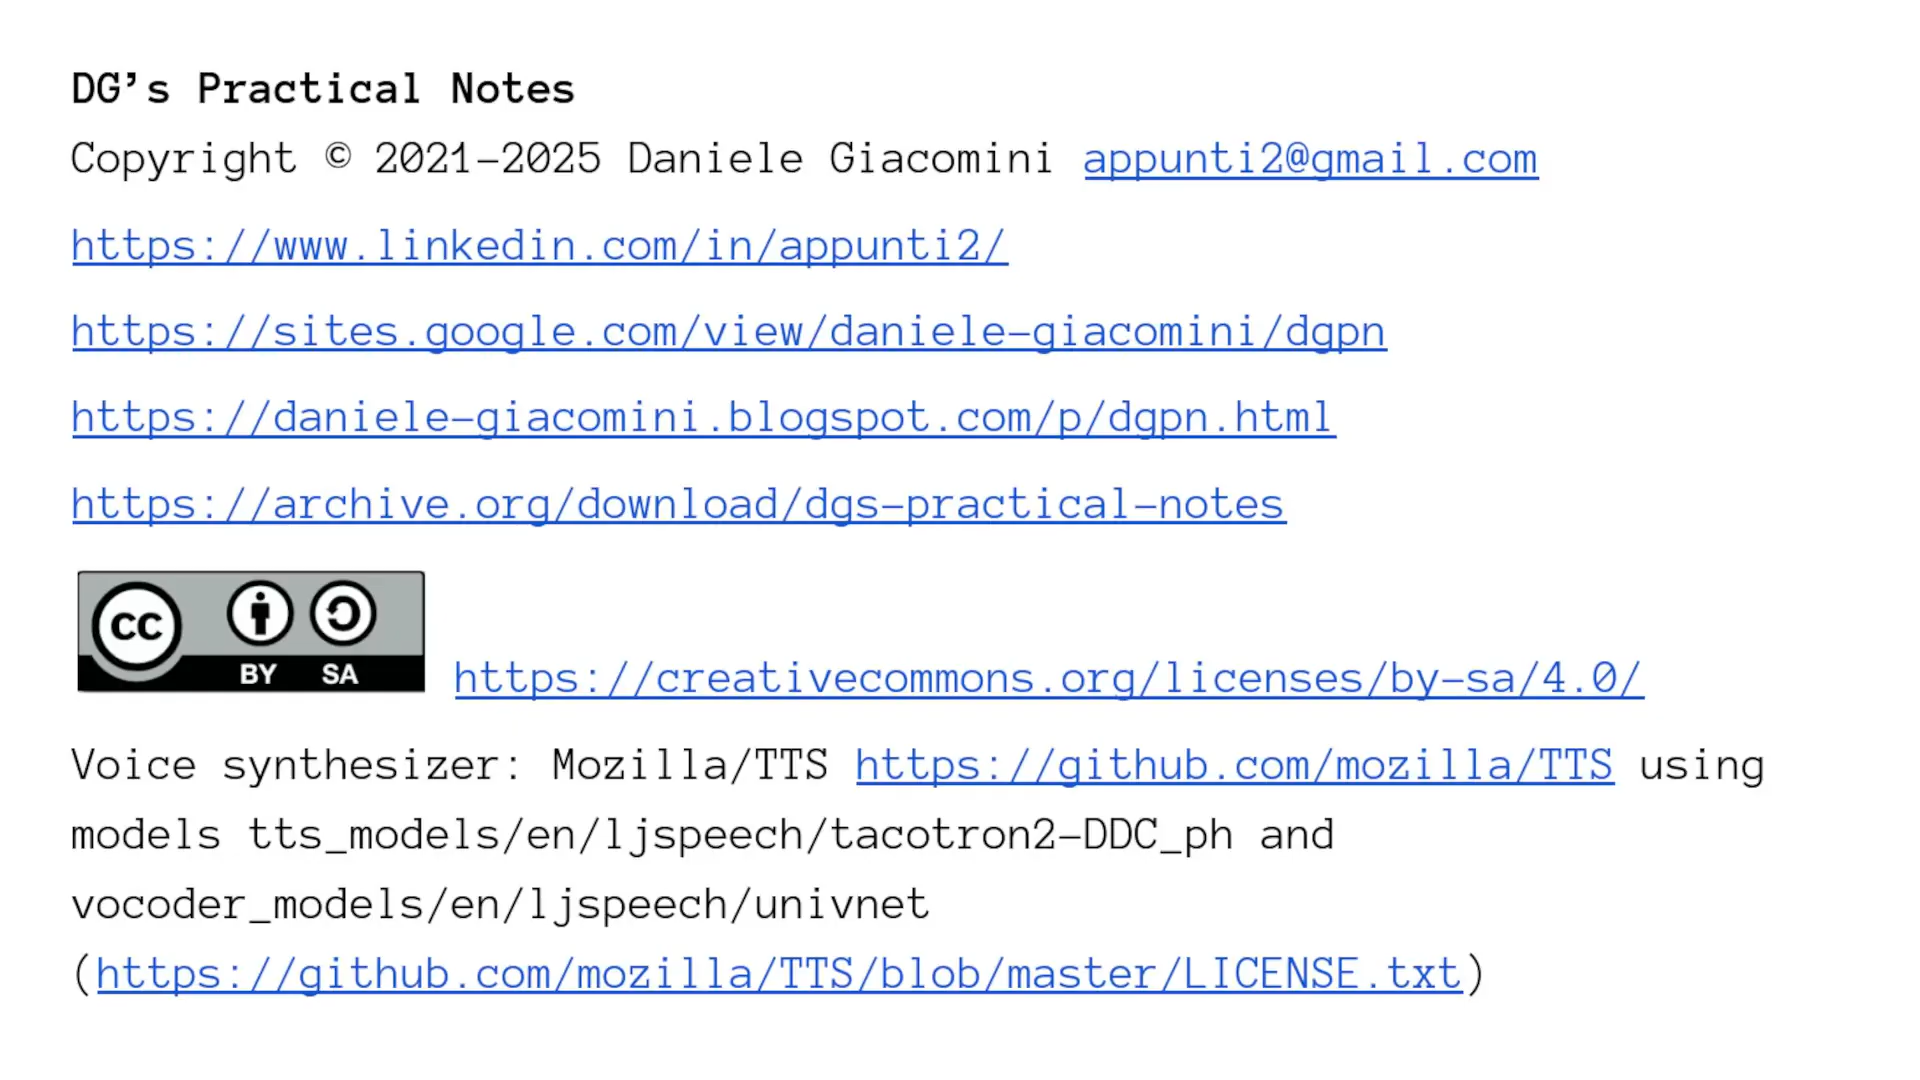 DG’s Practical Notes
Copyright © 2021-2025 Daniele Giacomini appunti2@gmail.com
https://www.linkedin.com/in/appunti2/
https://sites.google.com/view/daniele-giacomini/dgpn
https://daniele-giacomini.blogspot.com/p/dgpn.html
https://archive.org/download/dgs-practical-notes
CC BY SA https://creativecommons.org/licenses/by-sa/4.0/
Voice synthesizer: Mozilla/TTS https://github.com/mozilla/TTS using
models tts_models/en/ljspeech/tacotron2-DDC_ph and
vocoder_models/en/ljspeech/univnet
(https://github.com/mozilla/TTS/blob/master/LICENSE.txt)